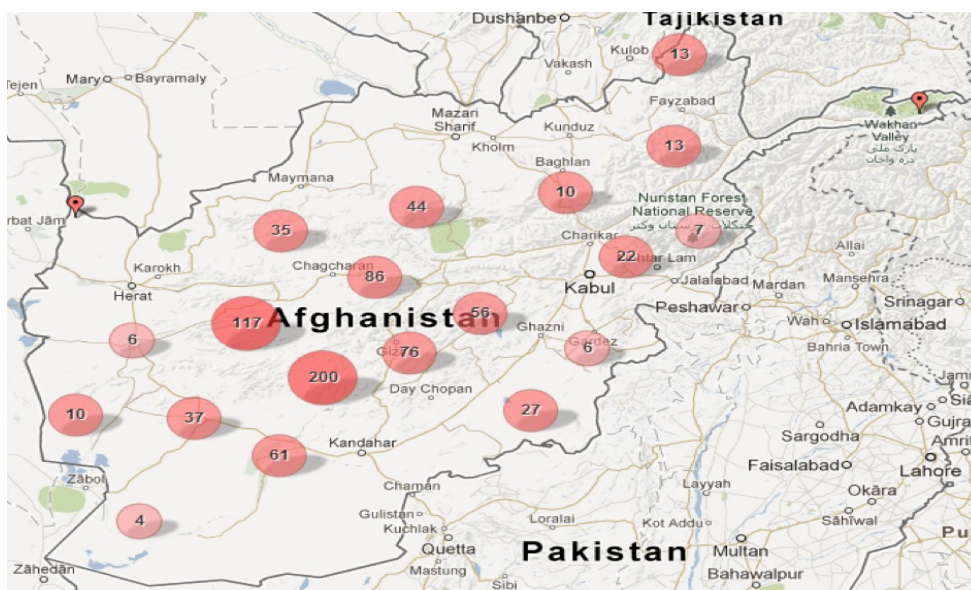 Dushanbe
Tajikistan
Kulob
13
Vakash
Mary
Bayramaly
Tejen
Fayzabad
Mazari
Sharif
Kunduz
Kholm
Wakhan
Valley
13
Baghlan
Maymana
10
44
Nuristan Forest
National Reserve
35
7
Charikar
22
Karokh
Chagcharan
86
Kabul
Jalalabad
Allai
Mardan
Mansehra
Herat
Peshawar
Srinagar
117
Afghanistan
56
Ghazni
Wah
Islamabad
6
76
6
Bahria Town
200
Day Chopan
10
37
27
Adamkay
Sargodha
61
Kandahar
Faisalabad
Lahore
Zābol
Chaman
Layyah
Okāra
4
Gulistan
Kuchlak
Loralai
Kot Addu
Sāhīwal
Quetta
Pakistan
Multan
Zāhedān
Mastung
Sibi
Bahawalpur